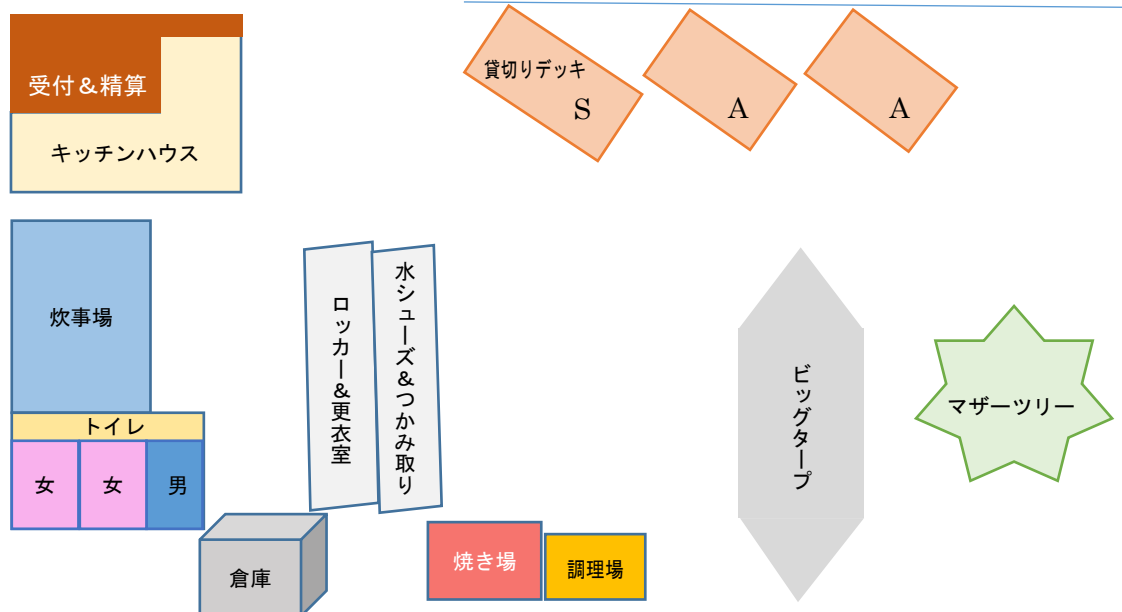 受付＆精算
キッチンハウス
貸切りデッキ
S
A
A
炊事場
トイレ
女
女
男
ロッカー＆更衣室
水シューズ＆つかみ取り
ビッグタープ
マザーツリー
倉庫
焼き場
調理場